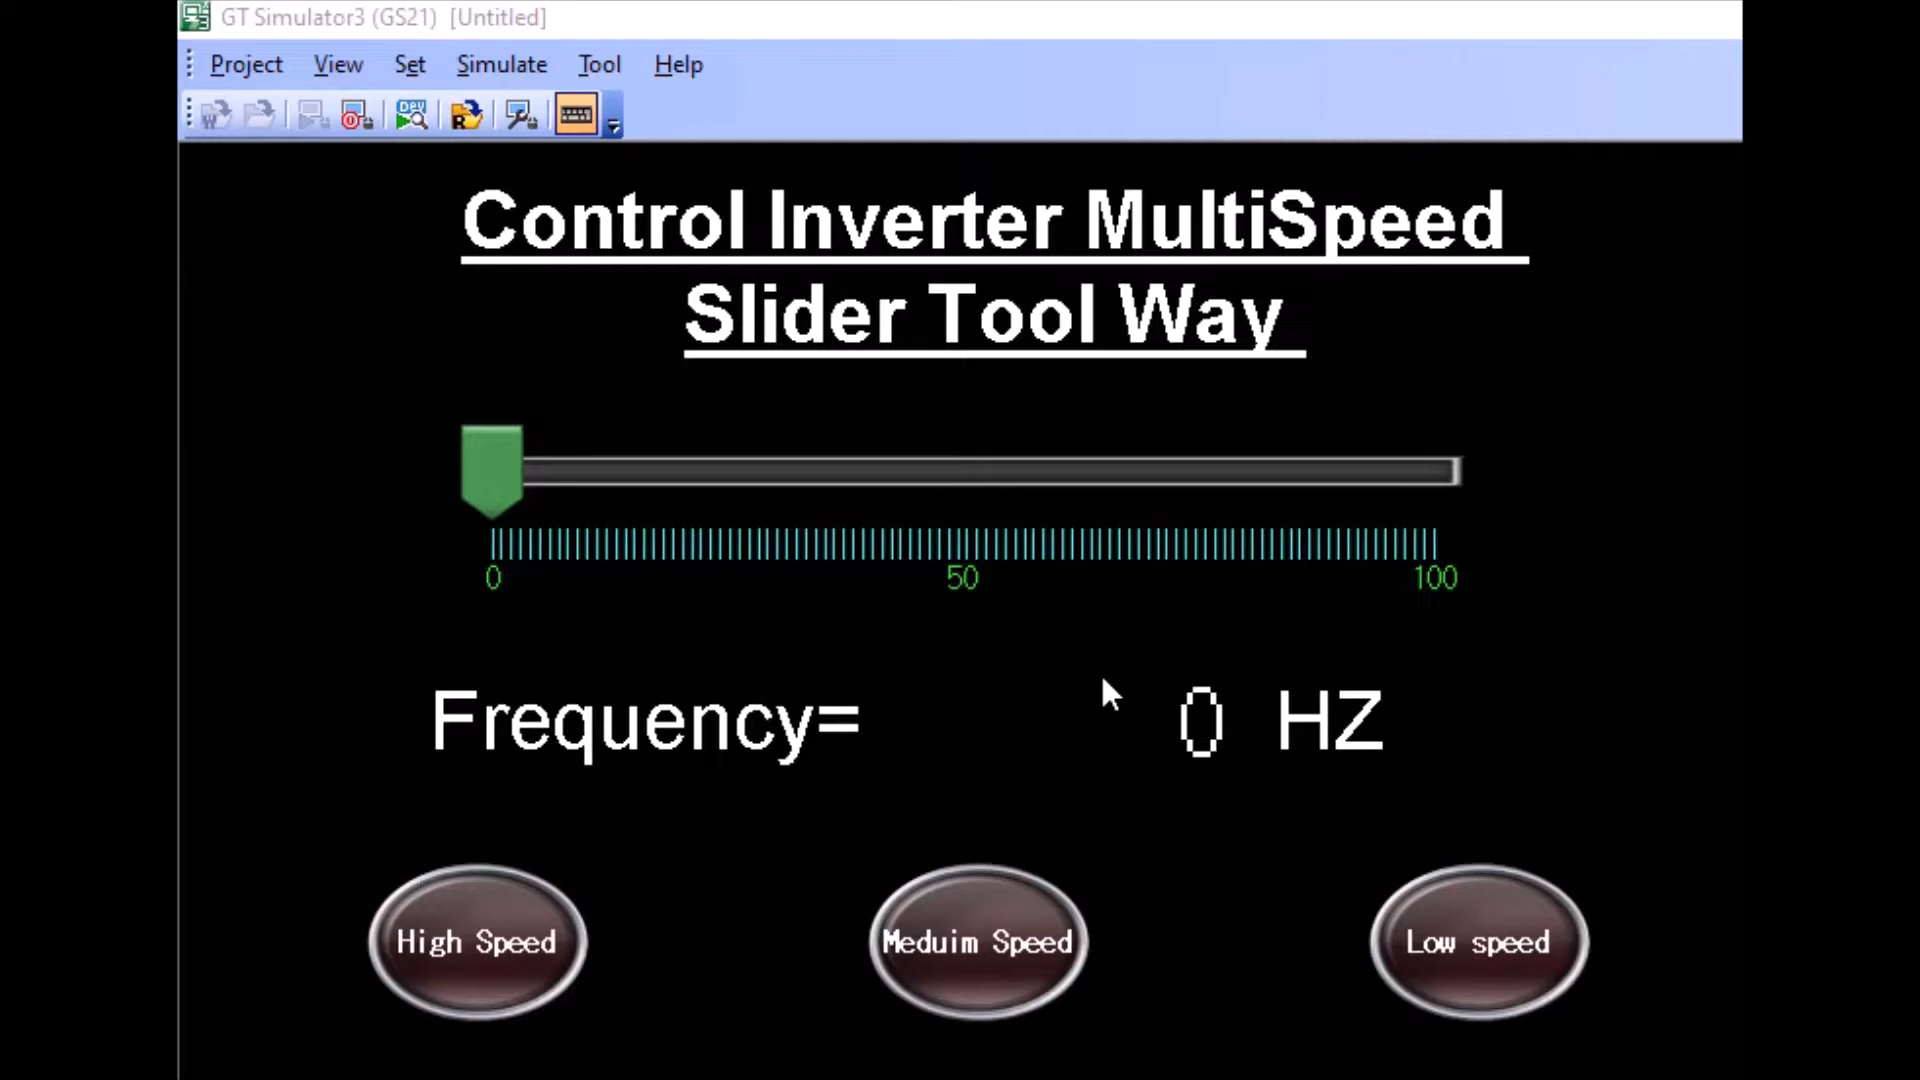 GT Simulator3 (GS21) [Untitled]
Project View Set Simulate Tool Help
Control Inverter MultiSpeed
Slider Tool Way
0 50 100
Frequency= 0 HZ
High Speed Meduim Speed Low speed